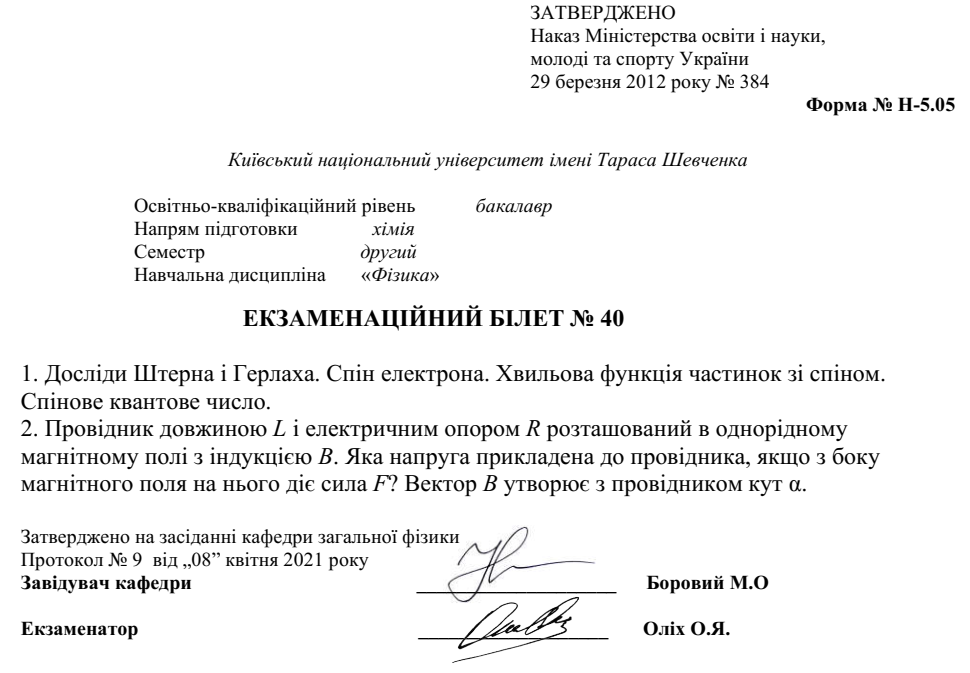 ЗАТВЕРДЖЕНО
Наказ Міністерства освіти і науки,
молоді та спорту України
29 березня 2012 року № 384
Форма № Н-5.05
Київський національний університет імені Тараса Шевченка
Освітньо-кваліфікаційний рівень бакалавр
Напрям підготовки хімія
Семестр другий
Навчальна дисципліна «Фізика»
ЕКЗАМЕНАЦІЙНИЙ БІЛЕТ № 40
1. Досліди Штерна і Герлаха. Спін електрона. Хвильова функція частинок зі спіном.
Спінове квантове число.
2. Провідник довжиною L і електричним опором R розташований в однорідному
магнітному полі з індукцією B. Яка напруга прикладена до провідника, якщо з боку
магнітного поля на нього діє сила F? Вектор B утворює з провідником кут α.
Затверджено на засіданні кафедри загальної фізики
Протокол № 9 від „08” квітня 2021 року
Завідувач кафедри Боровий М.О
Екзаменатор Оліх О.Я.